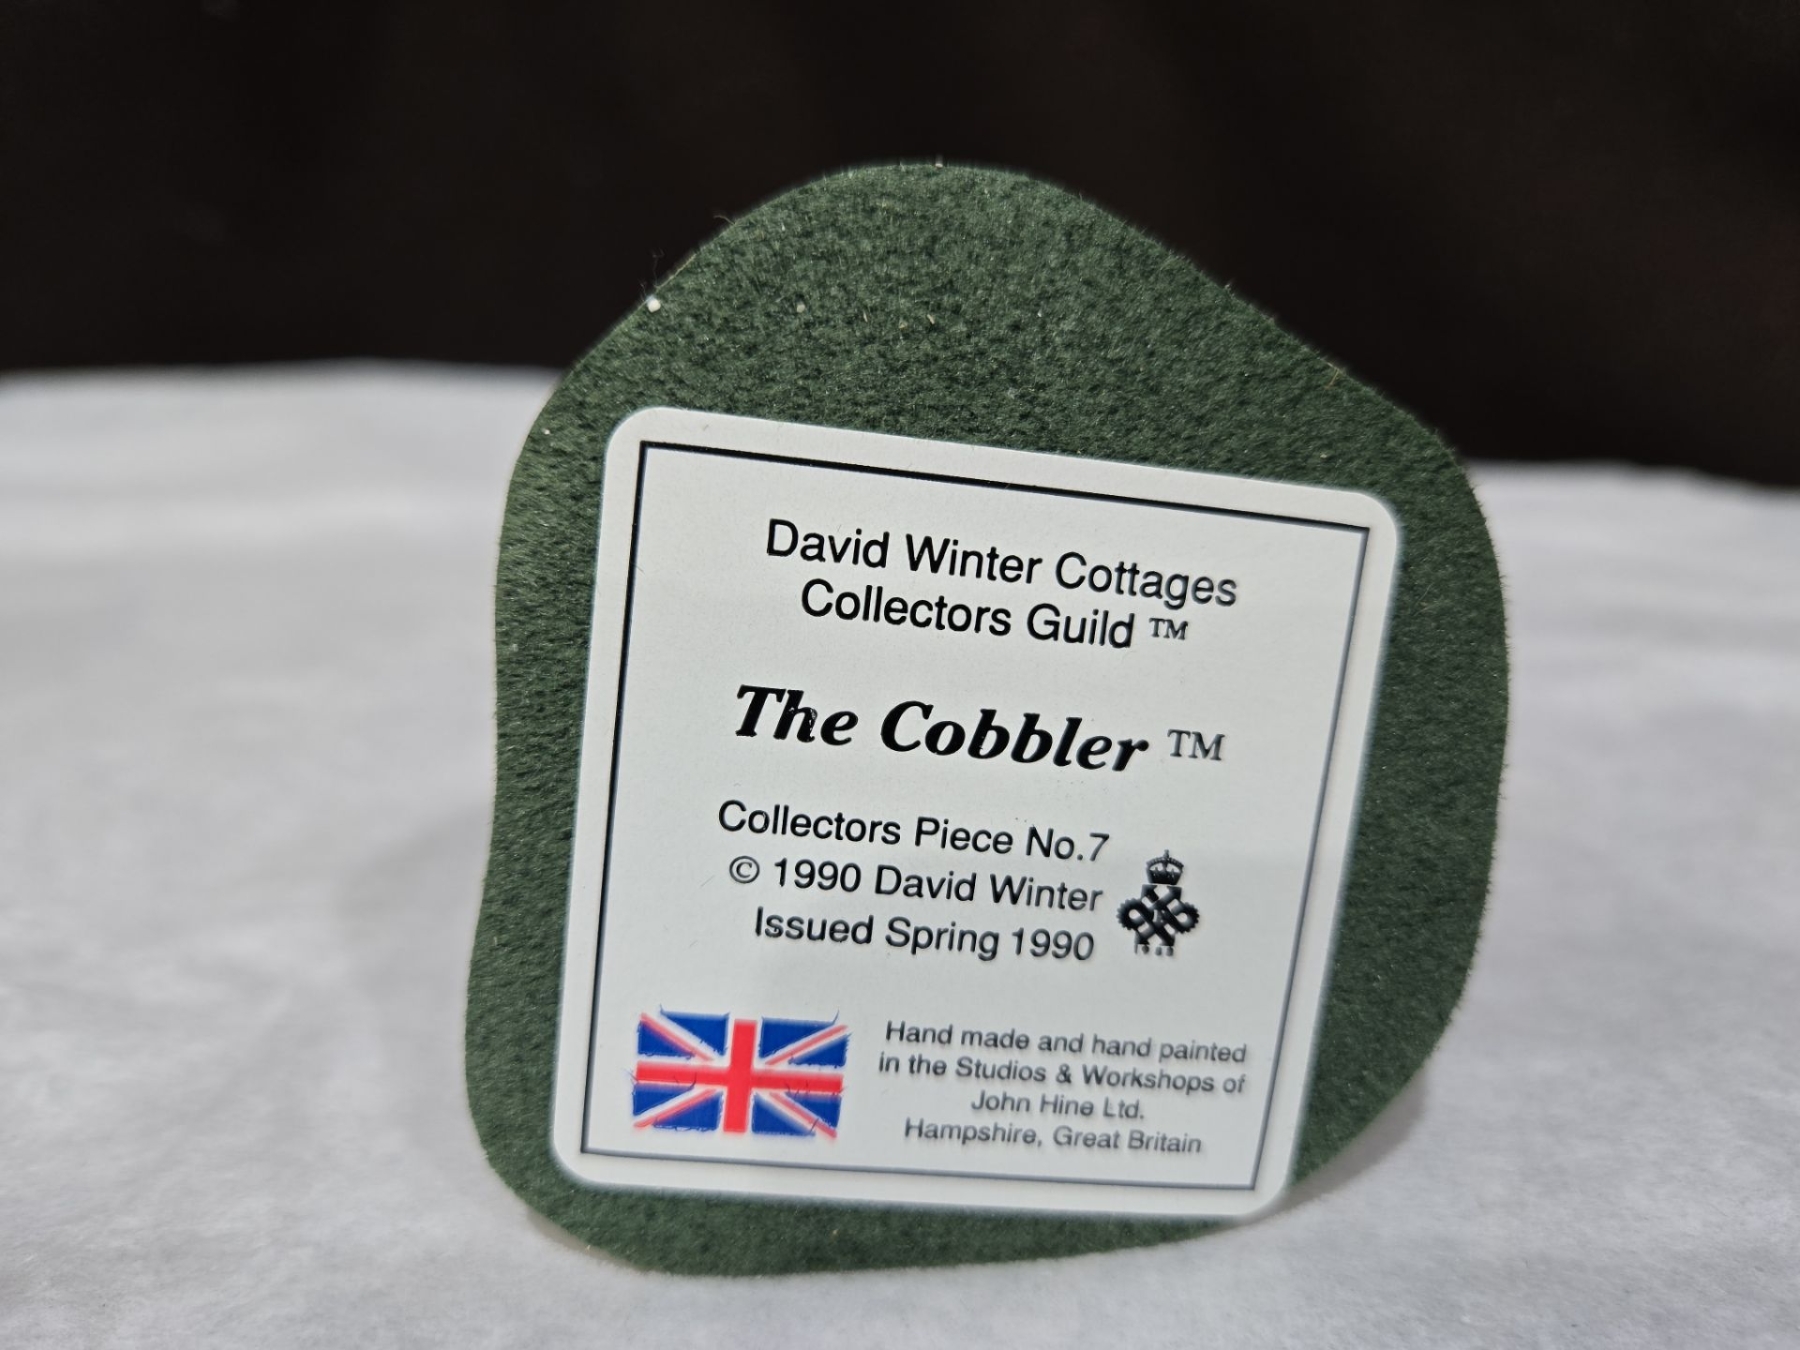 David Winter Cottages
Collectors Guild ™
The Cobbler ™
Collectors Piece No.7
© 1990 David Winter
Issued Spring 1990
Hand made and hand painted
in the Studios & Workshops of
John Hine Ltd.
Hampshire, Great Britain